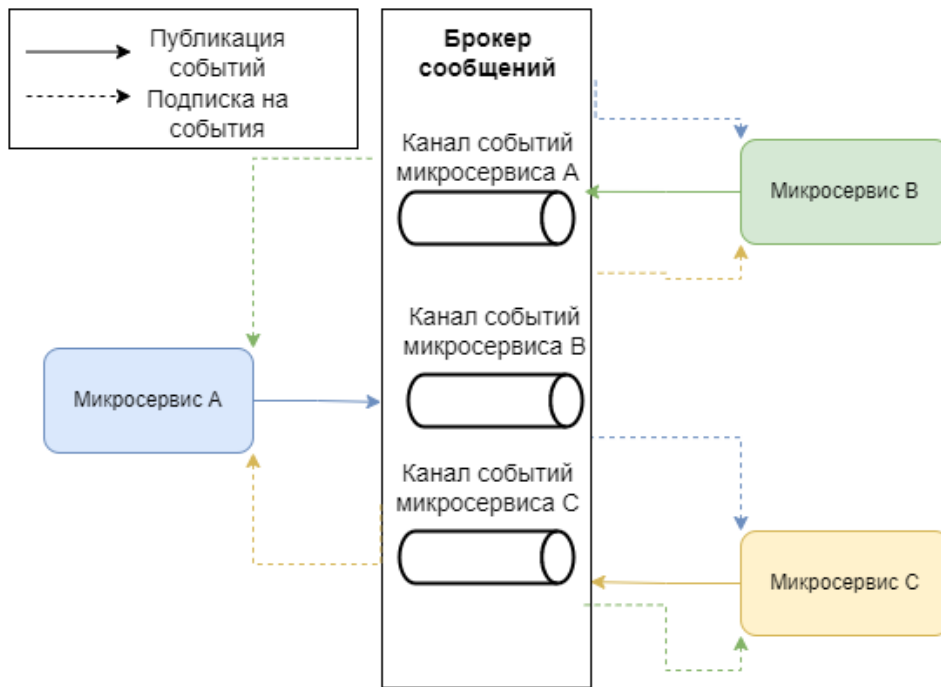 Публикация
событий
Подписка на
события
Брокер
сообщений
Канал событий
микросервиса A
Микросервис B
Канал событий
микросервиса B
Микросервис A
Канал событий
микросервиса C
Микросервис C